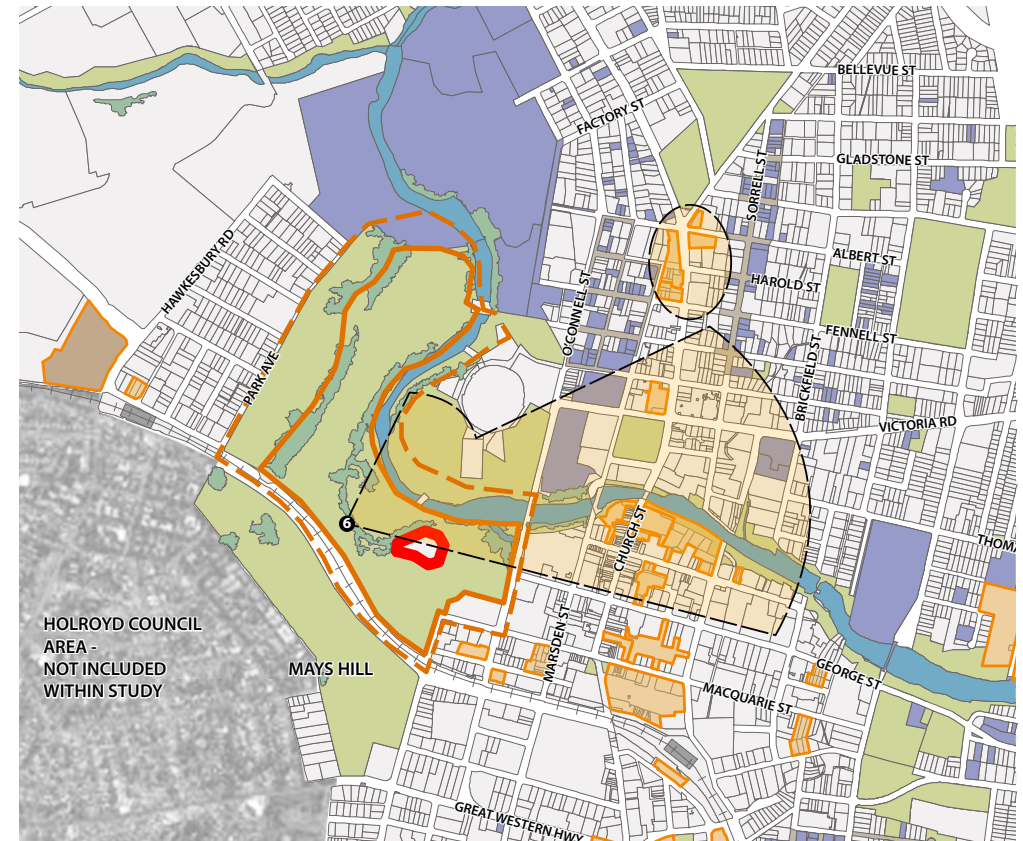 BELLEVUE ST
FACTORY ST
GLADSTONE ST
SORRELL ST
HAWKESBURY RD
ALBERT ST
HAROLD ST
O'CONNELL ST
FENNELL ST
PARK AVE
BRICKFIELD ST
VICTORIA RD
6
CHURCH ST
THOMA
HOLROYD COUNCIL
AREA -
NOT INCLUDED
WITHIN STUDY
MAYS HILL
MARSDEN ST
GEORGE ST
MACQUARIE ST
GREAT WESTERN HWY